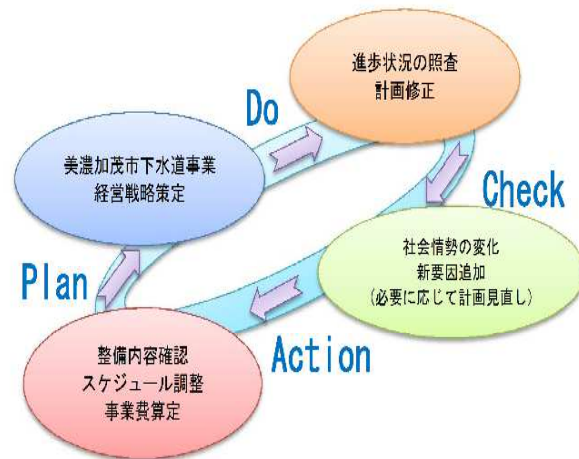 進歩状況の照査
計画修正
Do
美濃加茂市下水道事業
経営戦略策定
Check
社会情勢の変化
新要因追加
(必要に応じて計画見直し)
Plan
Action
整備内容確認
スケジュール調整
事業費算定